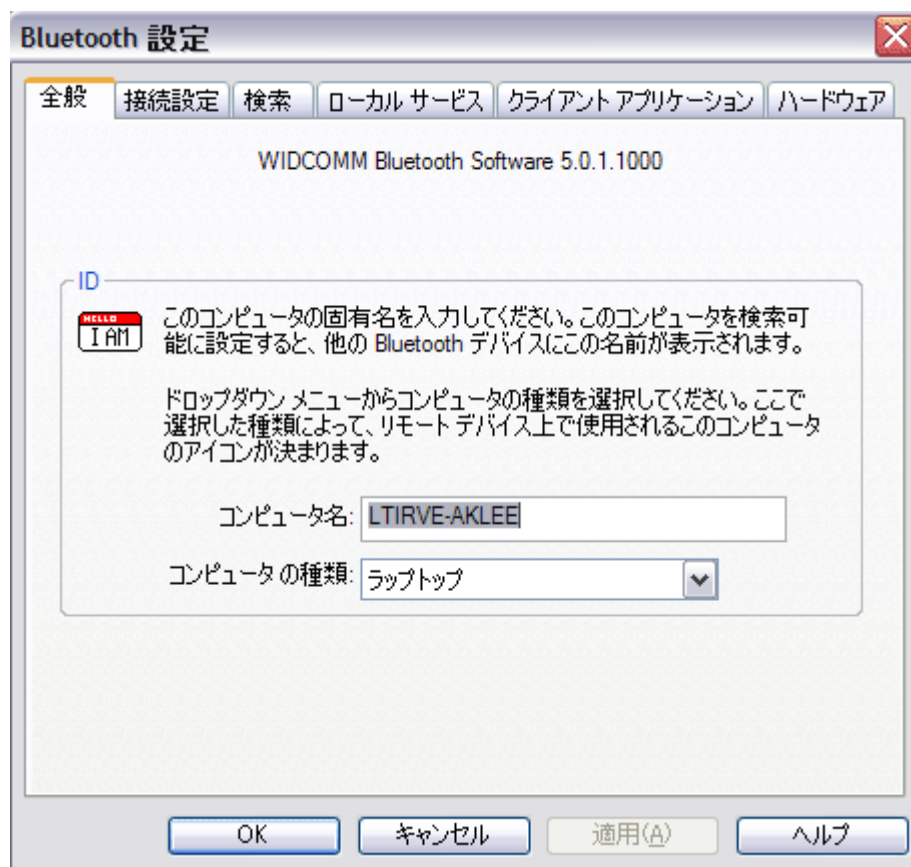 Bluetooth 設定
全般 接続設定 検索 ローカル サービス クライアント アプリケーション ハードウェア
WIDCOMM Bluetooth Software 5.0.1.1000
ID
HELLO
I AM
このコンピュータの固有名を入力してください。このコンピュータを検索可
能に設定すると、他の Bluetooth デバイスにこの名前が表示されます。
ドロップダウン メニューからコンピュータの種類を選択してください。ここで
選択した種類によって、リモート デバイス上で使用されるこのコンピュータ
のアイコンが決まります。
コンピュータ名: LTIRVE-AKLEE
コンピュータ の種類: ラップトップ
OK キャンセル 適用(A) ヘルプ